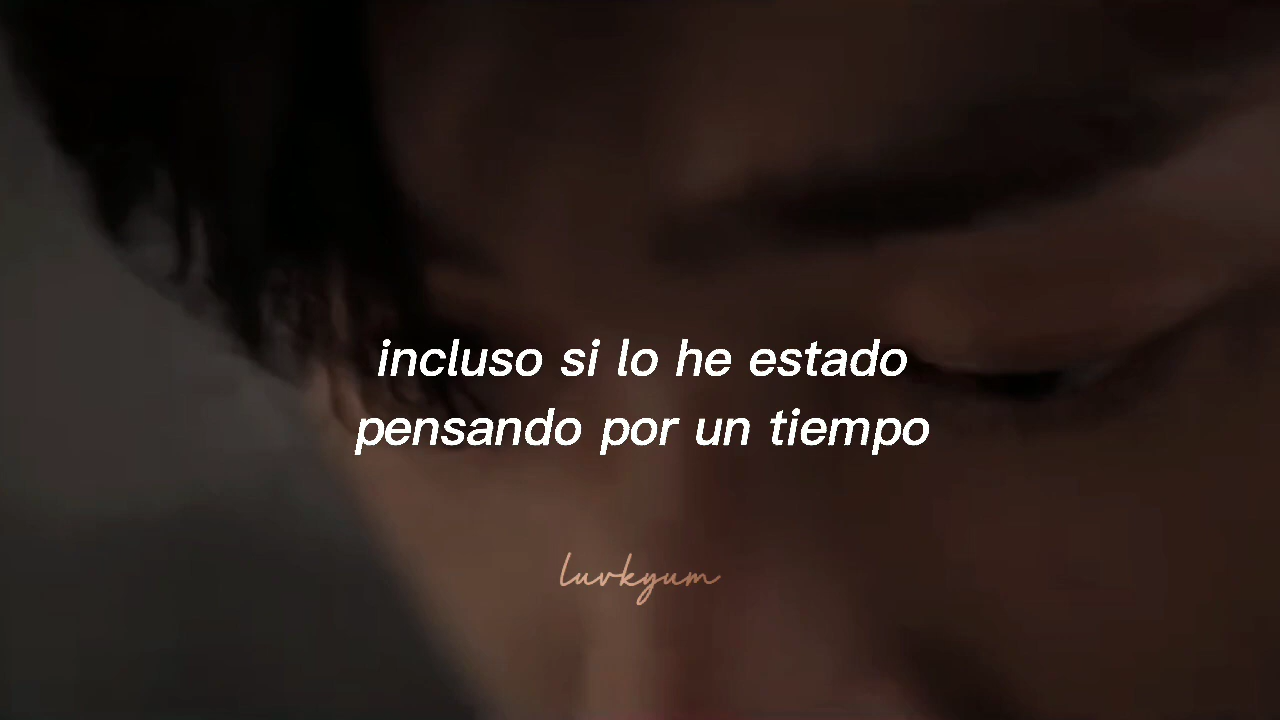 incluso si lo he estado
pensando por un tiempo
luvkyum